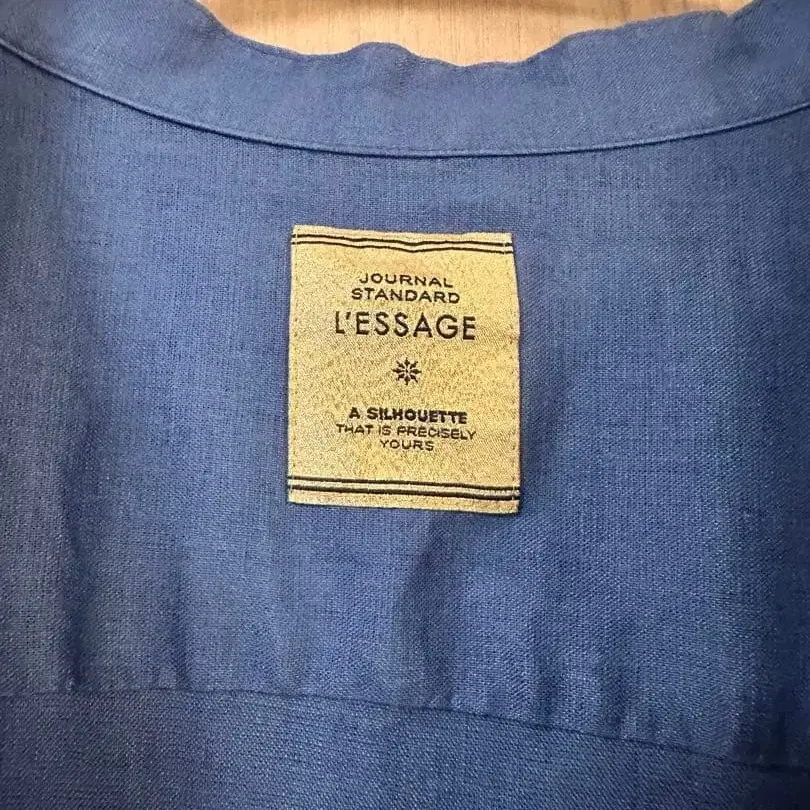 JOURNAL
STANDARD
L'ESSAGE
A SILHOUETTE
THAT IS PRECISELY
YOURS